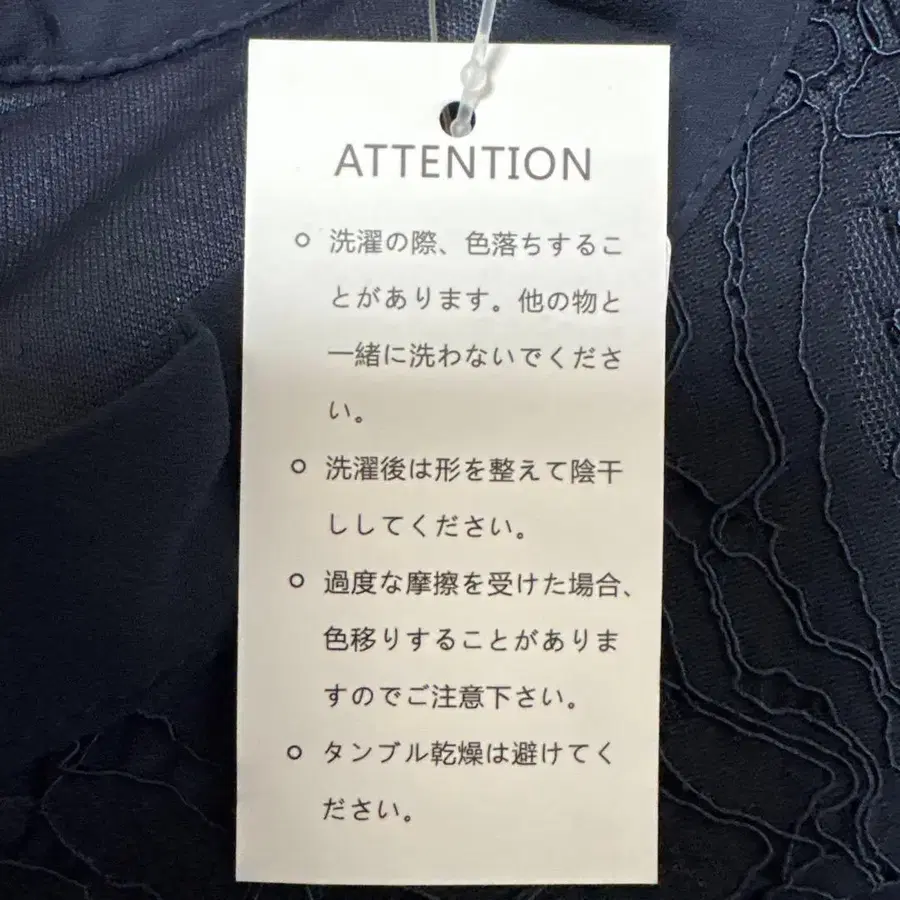 ATTENTION
○ 洗濯の際、色落ちするこ
とがあります。他の物と
一緒に洗わないでくださ
い。
○ 洗濯後は形を整えて陰干
ししてください。
○ 過度な摩擦を受けた場合、
色移りすることがありま
すのでご注意下さい。
○ タンブル乾燥は避けてく
ださい。